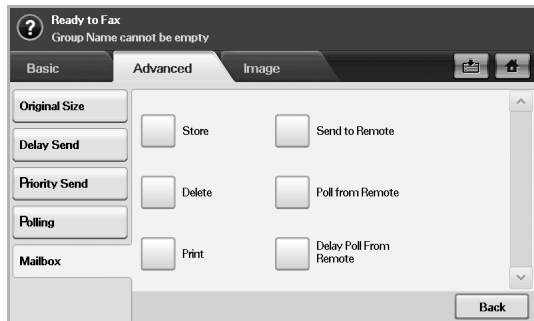 ?
Ready to Fax
Group Name cannot be empty
Basic
Advanced
Image
Original Size
Delay Send
Priority Send
Polling
Mailbox
Store
Send to Remote
Delete
Poll from Remote
Print
Delay Poll From
Remote
Back